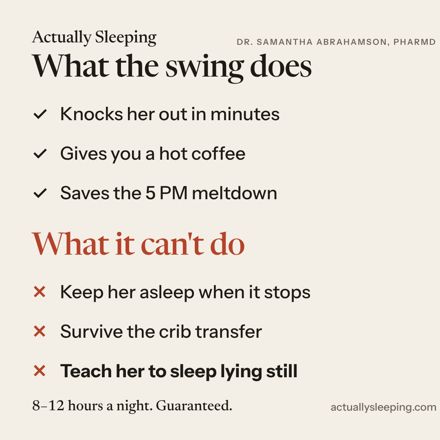 Actually Sleeping
DR. SAMANTHA ABRAHAMSON, PHARMD
What the swing does
✓ Knocks her out in minutes
✓ Gives you a hot coffee
✓ Saves the 5 PM meltdown
What it can't do
✕ Keep her asleep when it stops
✕ Survive the crib transfer
✕ Teach her to sleep lying still
8–12 hours a night. Guaranteed.
actuallysleeping.com